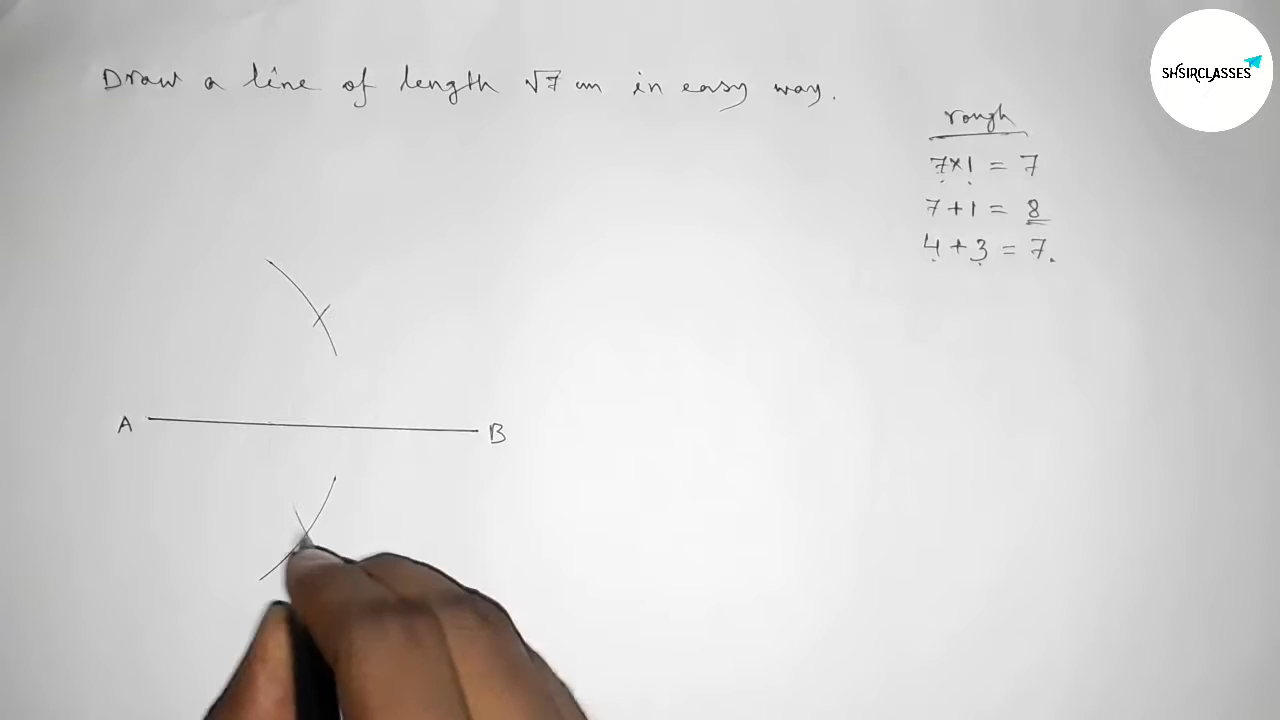 Draw a line of length √7 cm in easy way.
SHSIRCLASSES
rough
7×1 = 7
7+1 = 8
4+3 = 7.
A
B